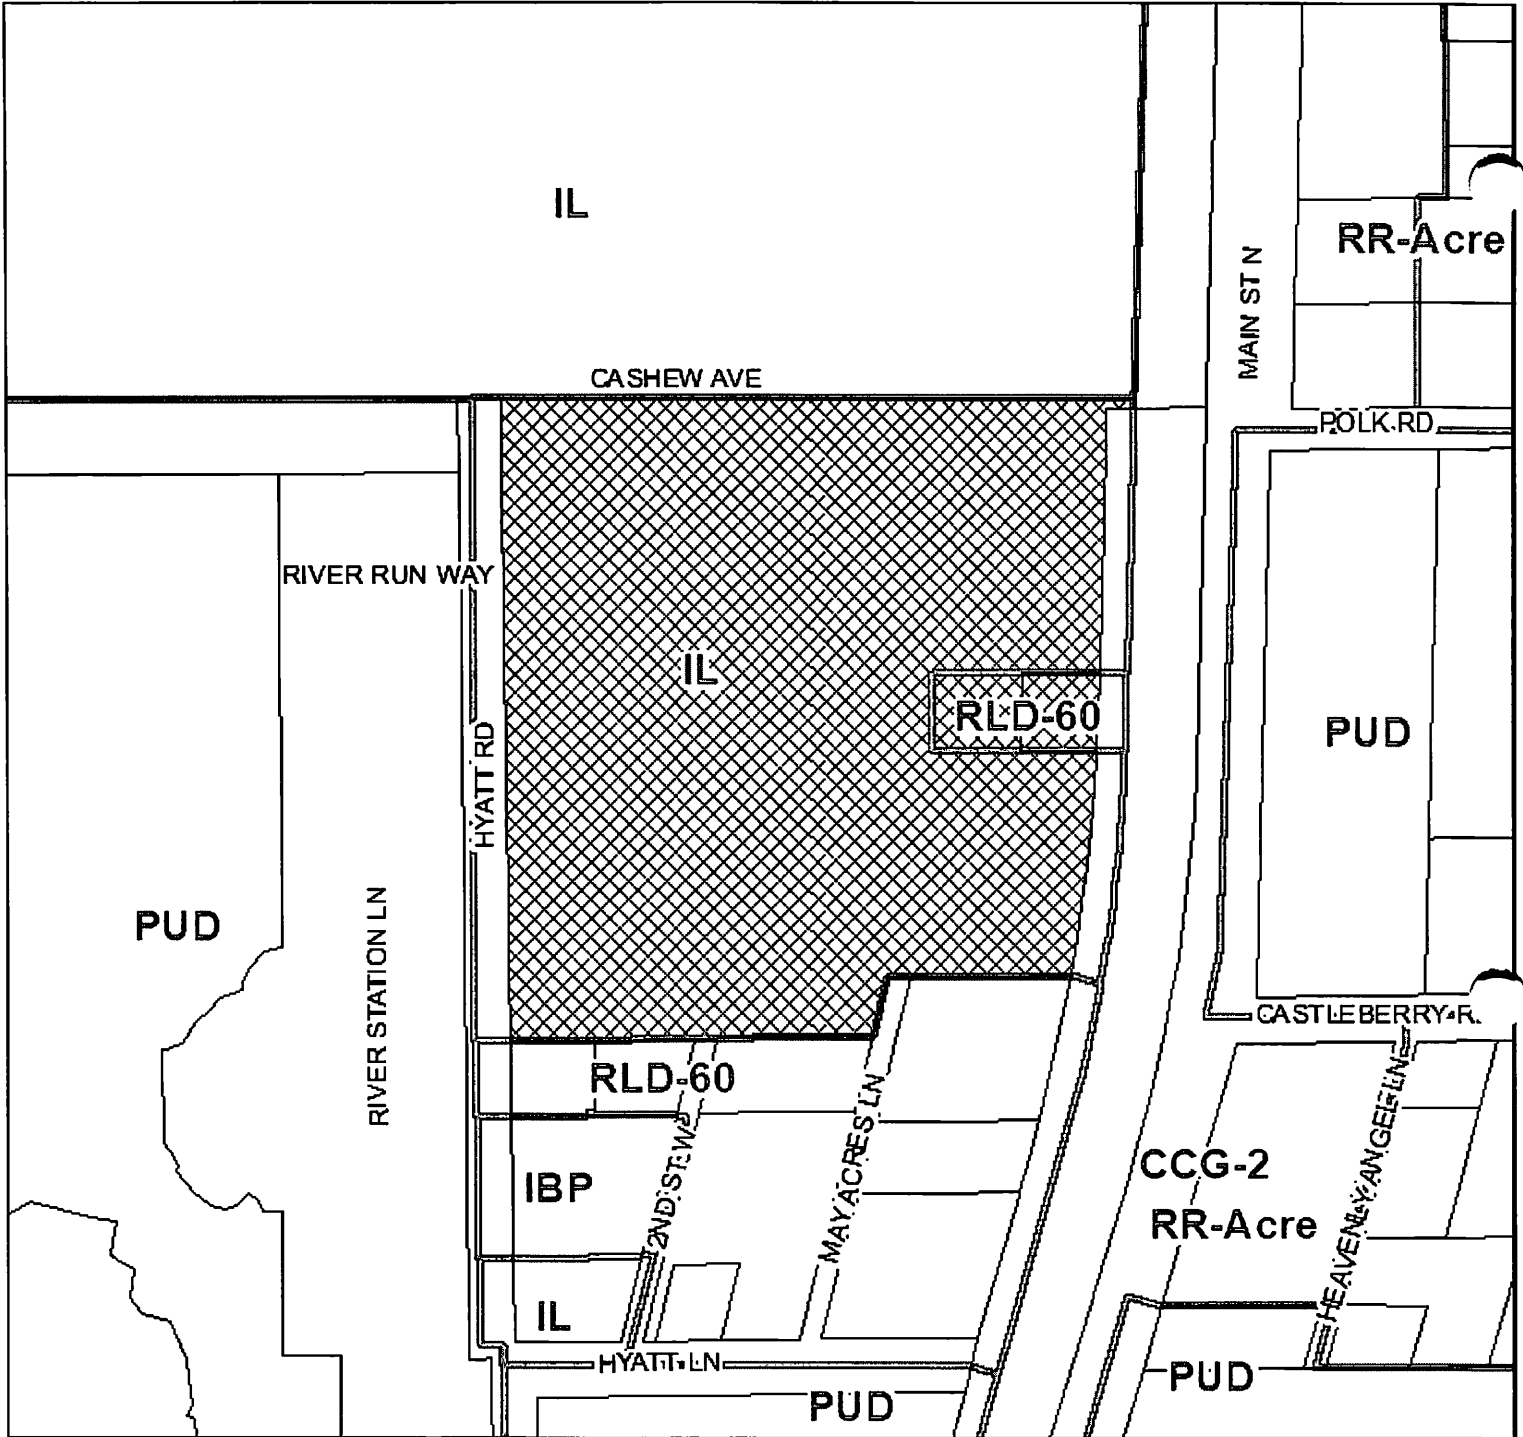 IL
RR-Acre
MAIN ST N
CASHEW AVE
POLK RD
RIVER RUN WAY
IL
RLD-60
PUD
HYATT RD
PUD
RIVER STATION LN
CASTLEBERRY R
RLD-60
2ND ST W
MAYACRES LN
HEAVENLY ANGEL LN
CCG-2
IBP
RR-Acre
IL
HYATT LN
PUD
PUD